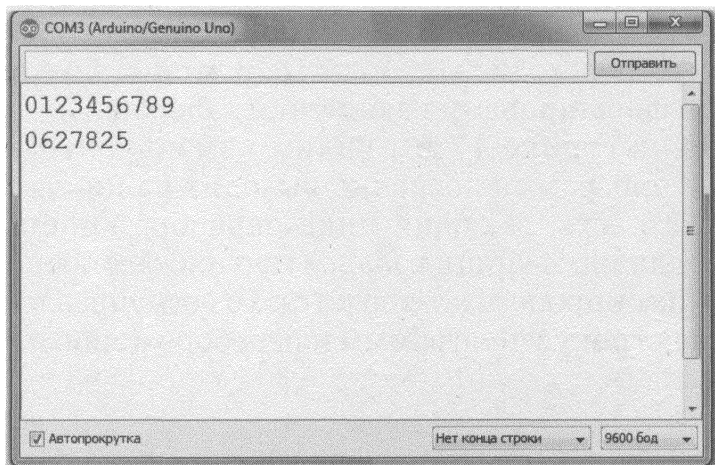 COM3 (Arduino/Genuino Uno)
Отправить
0123456789
0627825
Автопрокрутка
Нет конца строки
9600 бод